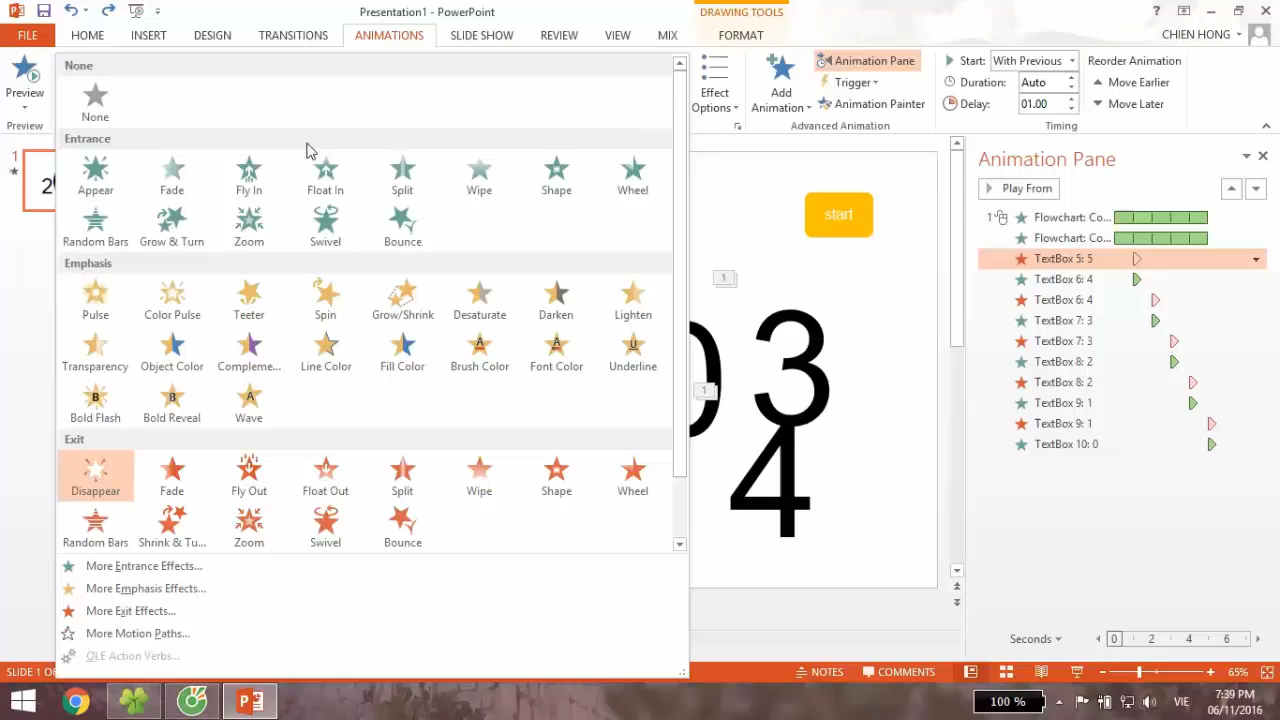 Presentation1 - PowerPoint
DRAWING TOOLS
FILE HOME INSERT DESIGN TRANSITIONS ANIMATIONS SLIDE SHOW REVIEW VIEW MIX FORMAT CHIEN HONG
None
None
Entrance
Appear Fade Fly In Float In Split Wipe Shape Wheel
Random Bars Grow & Turn Zoom Swivel Bounce
Emphasis
Pulse Color Pulse Teeter Spin Grow/Shrink Desaturate Darken Lighten
Transparency Object Color Compleme... Line Color Fill Color Brush Color Font Color Underline
Bold Flash Bold Reveal Wave
Exit
Disappear Fade Fly Out Float Out Split Wipe Shape Wheel
Random Bars Shrink & Tu... Zoom Swivel Bounce
More Entrance Effects...
More Emphasis Effects...
More Exit Effects...
More Motion Paths...
OLE Action Verbs...
Preview
Preview
Effect
Options
Add
Animation
Animation Pane
Trigger
Animation Painter
Advanced Animation
Start: With Previous
Duration: Auto
Delay: 01.00
Reorder Animation
Move Earlier
Move Later
Timing
1
2
start
1
1
0 3
4
Animation Pane
Play From
1 Flowchart: Co...
Flowchart: Co...
TextBox 5: 5
TextBox 6: 4
TextBox 6: 4
TextBox 7: 3
TextBox 7: 3
TextBox 8: 2
TextBox 8: 2
TextBox 9: 1
TextBox 9: 1
TextBox 10: 0
Seconds 0 2 4 6
SLIDE 1 NOTES COMMENTS 65%
100 % VIE
7:39 PM
06/11/2016